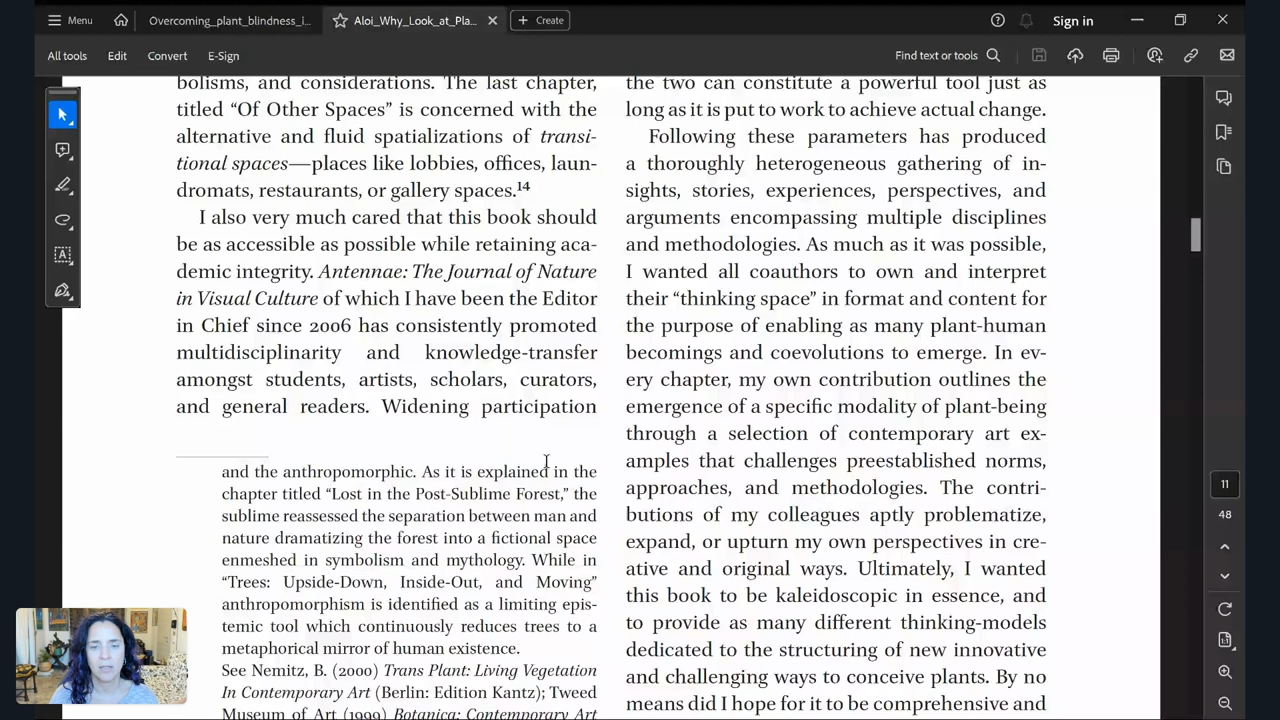 Menu
Overcoming_plant_blindness_i...
Aloi_Why_Look_at_Pla...
Create
Sign in
All tools
Edit
Convert
E-Sign
Find text or tools
bolisms, and considerations. The last chapter,
titled “Of Other Spaces” is concerned with the
alternative and fluid spatializations of transi-
tional spaces—places like lobbies, offices, laun-
dromats, restaurants, or gallery spaces.14
I also very much cared that this book should
be as accessible as possible while retaining aca-
demic integrity. Antennae: The Journal of Nature
in Visual Culture of which I have been the Editor
in Chief since 2006 has consistently promoted
multidisciplinarity and knowledge-transfer
amongst students, artists, scholars, curators,
and general readers. Widening participation
and the anthropomorphic. As it is explained in the
chapter titled “Lost in the Post-Sublime Forest,” the
sublime reassessed the separation between man and
nature dramatizing the forest into a fictional space
enmeshed in symbolism and mythology. While in
“Trees: Upside-Down, Inside-Out, and Moving”
anthropomorphism is identified as a limiting epis-
temic tool which continuously reduces trees to a
metaphorical mirror of human existence.
See Nemitz, B. (2000) Trans Plant: Living Vegetation
In Contemporary Art (Berlin: Edition Kantz); Tweed
Museum of Art (1999) Botanica: Contemporary Art
the two can constitute a powerful tool just as
long as it is put to work to achieve actual change.
Following these parameters has produced
a thoroughly heterogeneous gathering of in-
sights, stories, experiences, perspectives, and
arguments encompassing multiple disciplines
and methodologies. As much as it was possible,
I wanted all coauthors to own and interpret
their “thinking space” in format and content for
the purpose of enabling as many plant-human
becomings and coevolutions to emerge. In ev-
ery chapter, my own contribution outlines the
emergence of a specific modality of plant-being
through a selection of contemporary art ex-
amples that challenges preestablished norms,
approaches, and methodologies. The contri-
butions of my colleagues aptly problematize,
expand, or upturn my own perspectives in cre-
ative and original ways. Ultimately, I wanted
this book to be kaleidoscopic in essence, and
to provide as many different thinking-models
dedicated to the structuring of new innovative
and challenging ways to conceive plants. By no
means did I hope for it to be comprehensive and
11
48
1:1